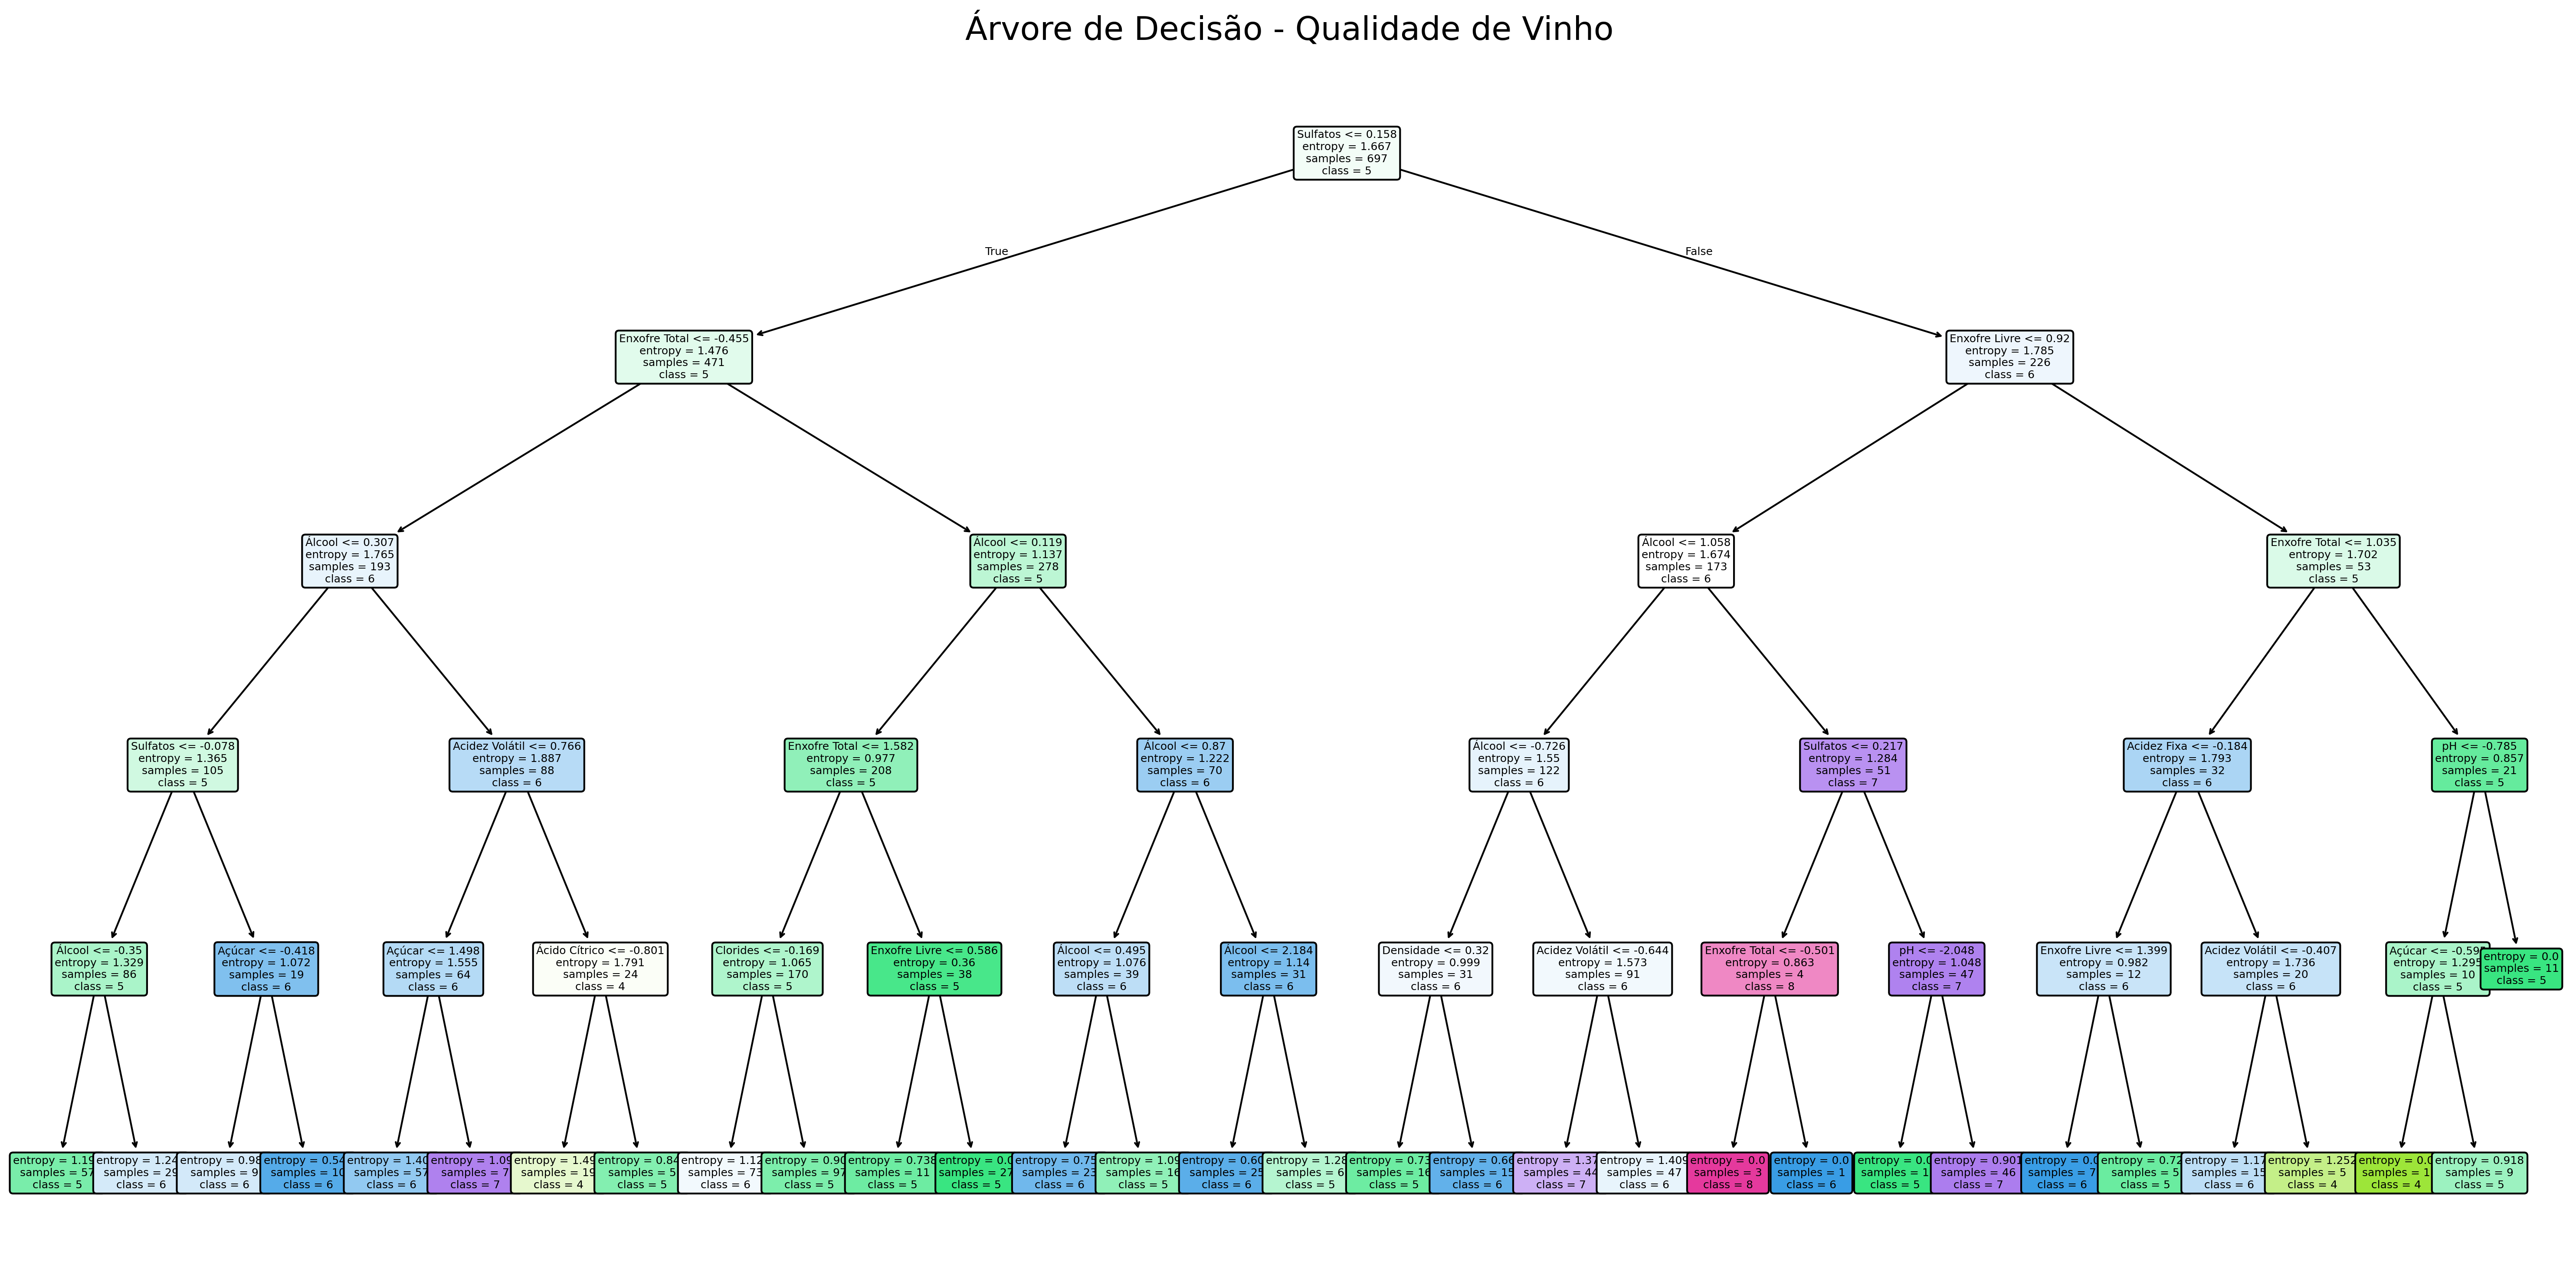 Árvore de Decisão - Qualidade de Vinho
Sulfatos <= 0.158
entropy = 1.667
samples = 697
class = 5
True
False
Enxofre Total <= -0.455
entropy = 1.476
samples = 471
class = 5
Enxofre Livre <= 0.92
entropy = 1.785
samples = 226
class = 6
Álcool <= 0.307
entropy = 1.765
samples = 193
class = 6
Álcool <= 0.119
entropy = 1.137
samples = 278
class = 5
Álcool <= 1.058
entropy = 1.674
samples = 173
class = 6
Enxofre Total <= 1.035
entropy = 1.702
samples = 53
class = 5
Sulfatos <= -0.078
entropy = 1.365
samples = 105
class = 5
Acidez Volátil <= 0.766
entropy = 1.887
samples = 88
class = 6
Enxofre Total <= 1.582
entropy = 0.977
samples = 208
class = 5
Álcool <= 0.87
entropy = 1.222
samples = 70
class = 6
Álcool <= -0.726
entropy = 1.55
samples = 122
class = 6
Sulfatos <= 0.217
entropy = 1.284
samples = 51
class = 7
Acidez Fixa <= -0.184
entropy = 1.793
samples = 32
class = 6
pH <= -0.785
entropy = 0.857
samples = 21
class = 5
Álcool <= -0.35
entropy = 1.329
samples = 86
class = 5
Açúcar <= -0.418
entropy = 1.072
samples = 19
class = 6
Açúcar <= 1.498
entropy = 1.555
samples = 64
class = 6
Ácido Cítrico <= -0.801
entropy = 1.791
samples = 24
class = 4
Clorides <= -0.169
entropy = 1.065
samples = 170
class = 5
Enxofre Livre <= 0.586
entropy = 0.36
samples = 38
class = 5
Álcool <= 0.495
entropy = 1.076
samples = 39
class = 6
Álcool <= 2.184
entropy = 1.14
samples = 31
class = 6
Densidade <= 0.32
entropy = 0.999
samples = 31
class = 6
Acidez Volátil <= -0.644
entropy = 1.573
samples = 91
class = 6
Enxofre Total <= -0.501
entropy = 0.863
samples = 4
class = 8
pH <= -2.048
entropy = 1.048
samples = 47
class = 7
Enxofre Livre <= 1.399
entropy = 0.982
samples = 12
class = 6
Acidez Volátil <= -0.407
entropy = 1.736
samples = 20
class = 6
Açúcar <= -0.59
entropy = 1.295
samples = 10
class = 5
entropy = 0.0
samples = 11
class = 5
entropy = 1.19
samples = 57
class = 5
entropy = 1.24
samples = 29
class = 6
entropy = 0.98
samples = 9
class = 6
entropy = 0.54
samples = 10
class = 6
entropy = 1.40
samples = 57
class = 6
entropy = 1.09
samples = 7
class = 7
entropy = 1.49
samples = 19
class = 4
entropy = 0.84
samples = 5
class = 5
entropy = 1.12
samples = 73
class = 6
entropy = 0.90
samples = 97
class = 5
entropy = 0.738
samples = 11
class = 5
entropy = 0.0
samples = 27
class = 5
entropy = 0.75
samples = 23
class = 6
entropy = 1.09
samples = 16
class = 5
entropy = 0.60
samples = 25
class = 6
entropy = 1.28
samples = 6
class = 5
entropy = 0.73
samples = 16
class = 5
entropy = 0.66
samples = 15
class = 6
entropy = 1.37
samples = 44
class = 7
entropy = 1.409
samples = 47
class = 6
entropy = 0.0
samples = 3
class = 8
entropy = 0.0
samples = 1
class = 6
entropy = 0.0
samples = 1
class = 5
entropy = 0.901
samples = 46
class = 7
entropy = 0.0
samples = 7
class = 6
entropy = 0.72
samples = 5
class = 5
entropy = 1.17
samples = 15
class = 6
entropy = 1.252
samples = 5
class = 4
entropy = 0.0
samples = 1
class = 4
entropy = 0.918
samples = 9
class = 5